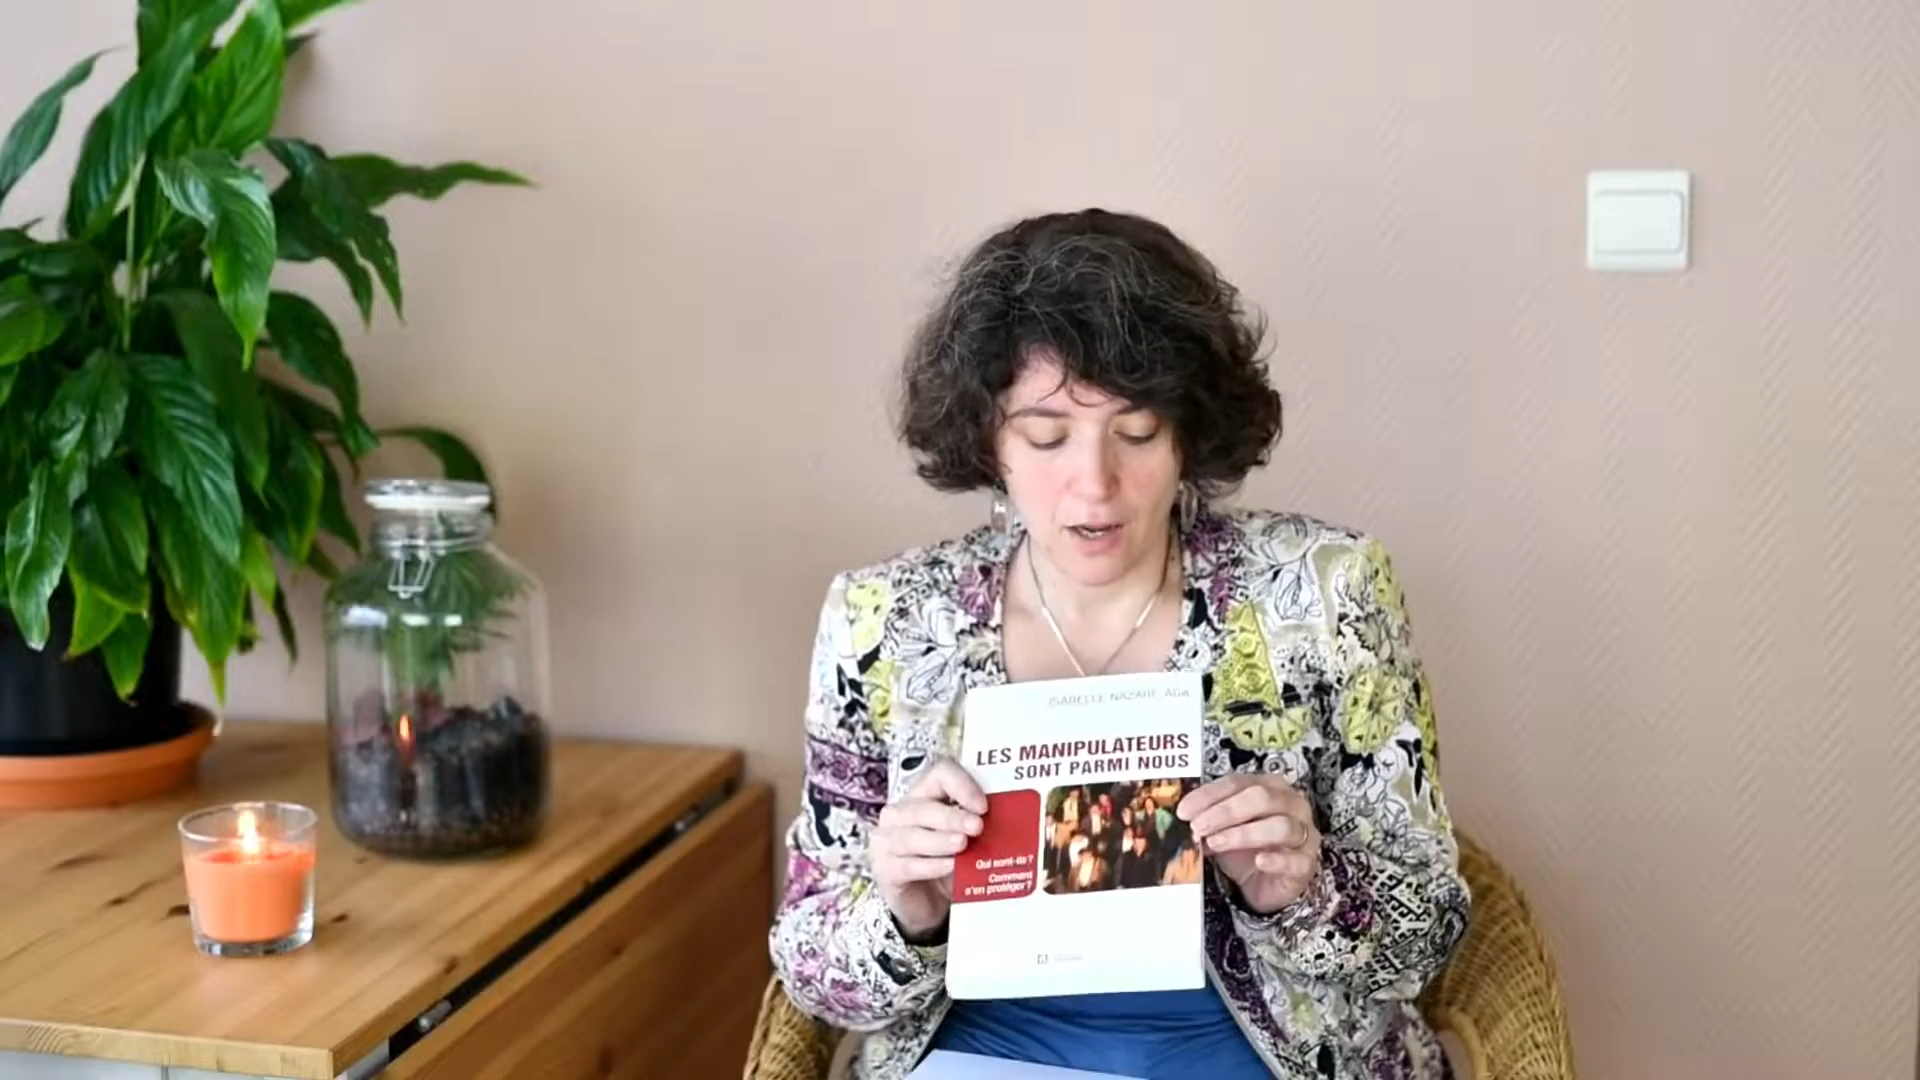 ISABELLE NAZARE-AGA
LES MANIPULATEURS
SONT PARMI NOUS
Qui sont-ils ?
Comment
s'en protéger ?